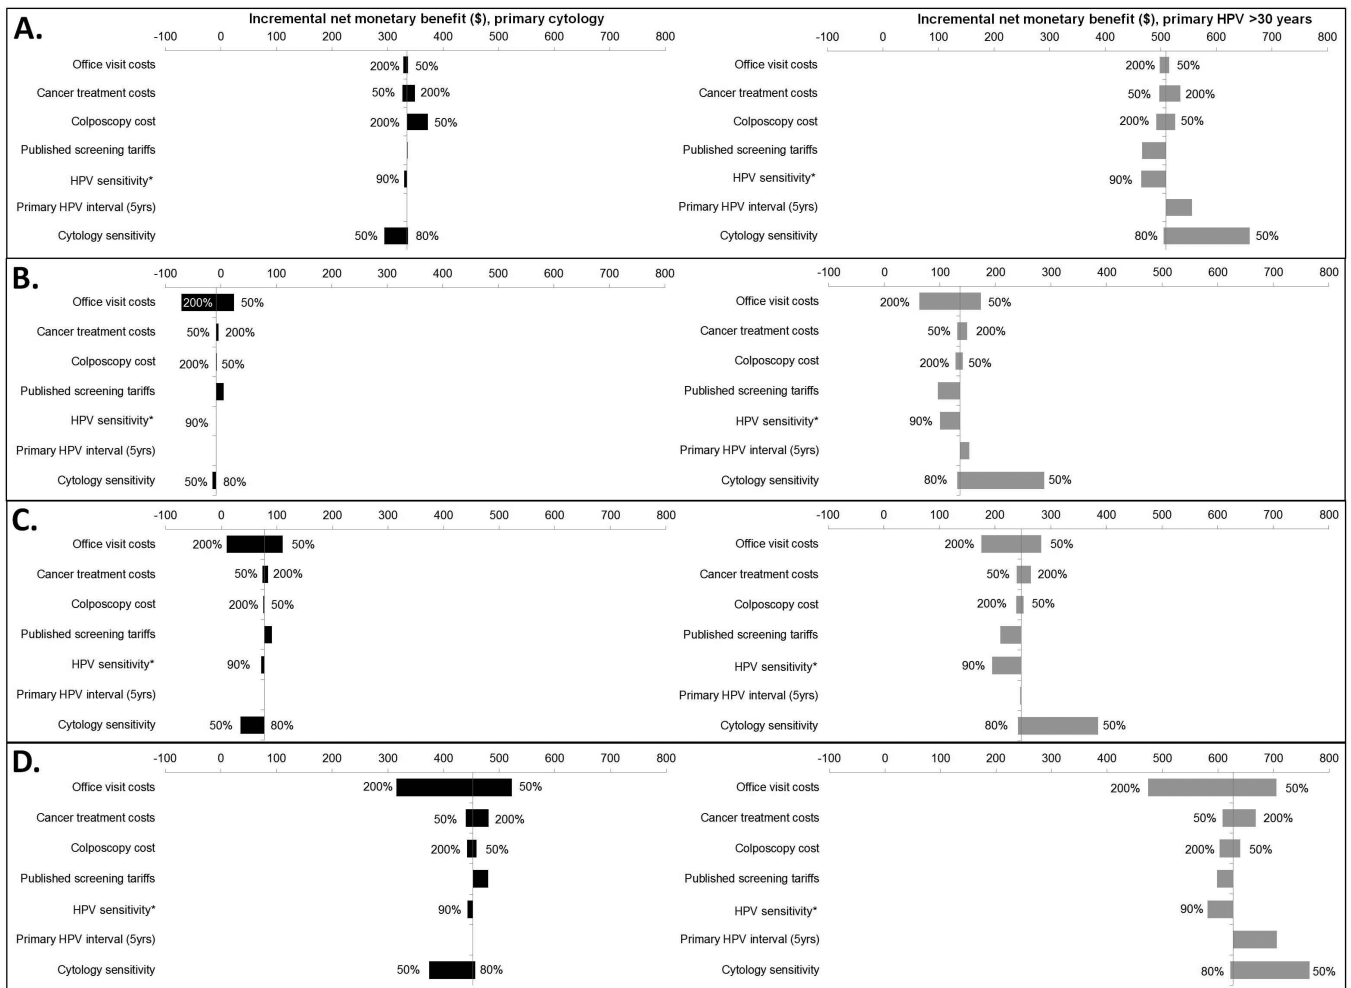 A.
Incremental net monetary benefit ($), primary cytology
-100 0 100 200 300 400 500 600 700 800
Office visit costs 200% 50%
Cancer treatment costs 50% 200%
Colposcopy cost 200% 50%
Published screening tariffs
HPV sensitivity* 90%
Primary HPV interval (5yrs)
Cytology sensitivity 50% 80%
Incremental net monetary benefit ($), primary HPV >30 years
-100 0 100 200 300 400 500 600 700 800
Office visit costs 200% 50%
Cancer treatment costs 50% 200%
Colposcopy cost 200% 50%
Published screening tariffs
HPV sensitivity* 90%
Primary HPV interval (5yrs)
Cytology sensitivity 80% 50%
B.
-100 0 100 200 300 400 500 600 700 800
Office visit costs 200% 50%
Cancer treatment costs 50% 200%
Colposcopy cost 200% 50%
Published screening tariffs
HPV sensitivity* 90%
Primary HPV interval (5yrs)
Cytology sensitivity 50% 80%
-100 0 100 200 300 400 500 600 700 800
Office visit costs 200% 50%
Cancer treatment costs 50% 200%
Colposcopy cost 200% 50%
Published screening tariffs
HPV sensitivity* 90%
Primary HPV interval (5yrs)
Cytology sensitivity 80% 50%
C.
-100 0 100 200 300 400 500 600 700 800
Office visit costs 200% 50%
Cancer treatment costs 50% 200%
Colposcopy cost 200% 50%
Published screening tariffs
HPV sensitivity* 90%
Primary HPV interval (5yrs)
Cytology sensitivity 50% 80%
-100 0 100 200 300 400 500 600 700 800
Office visit costs 200% 50%
Cancer treatment costs 50% 200%
Colposcopy cost 200% 50%
Published screening tariffs
HPV sensitivity* 90%
Primary HPV interval (5yrs)
Cytology sensitivity 80% 50%
D.
-100 0 100 200 300 400 500 600 700 800
Office visit costs 200% 50%
Cancer treatment costs 50% 200%
Colposcopy cost 200% 50%
Published screening tariffs
HPV sensitivity* 90%
Primary HPV interval (5yrs)
Cytology sensitivity 50% 80%
-100 0 100 200 300 400 500 600 700 800
Office visit costs 200% 50%
Cancer treatment costs 50% 200%
Colposcopy cost 200% 50%
Published screening tariffs
HPV sensitivity* 90%
Primary HPV interval (5yrs)
Cytology sensitivity 80% 50%